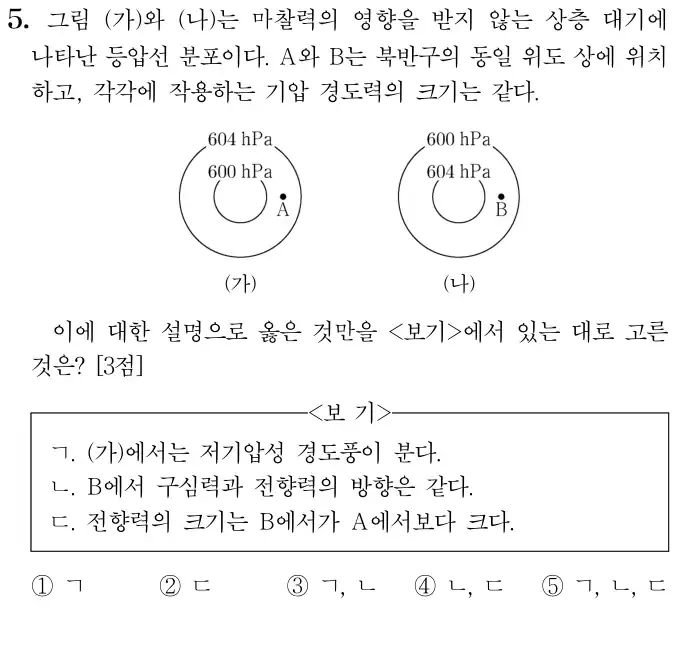 5. 그림 (가)와 (나)는 마찰력의 영향을 받지 않는 상층 대기에
나타난 등압선 분포이다. A와 B는 북반구의 동일 위도 상에 위치
하고, 각각에 작용하는 기압 경도력의 크기는 같다.
604 hPa
600 hPa
A
(가)
600 hPa
604 hPa
B
(나)
이에 대한 설명으로 옳은 것만을 <보기>에서 있는 대로 고른
것은? [3점]
<보 기>
ㄱ. (가)에서는 저기압성 경도풍이 분다.
ㄴ. B에서 구심력과 전향력의 방향은 같다.
ㄷ. 전향력의 크기는 B에서가 A에서보다 크다.
① ㄱ ② ㄷ ③ ㄱ, ㄴ ④ ㄴ, ㄷ ⑤ ㄱ, ㄴ, ㄷ